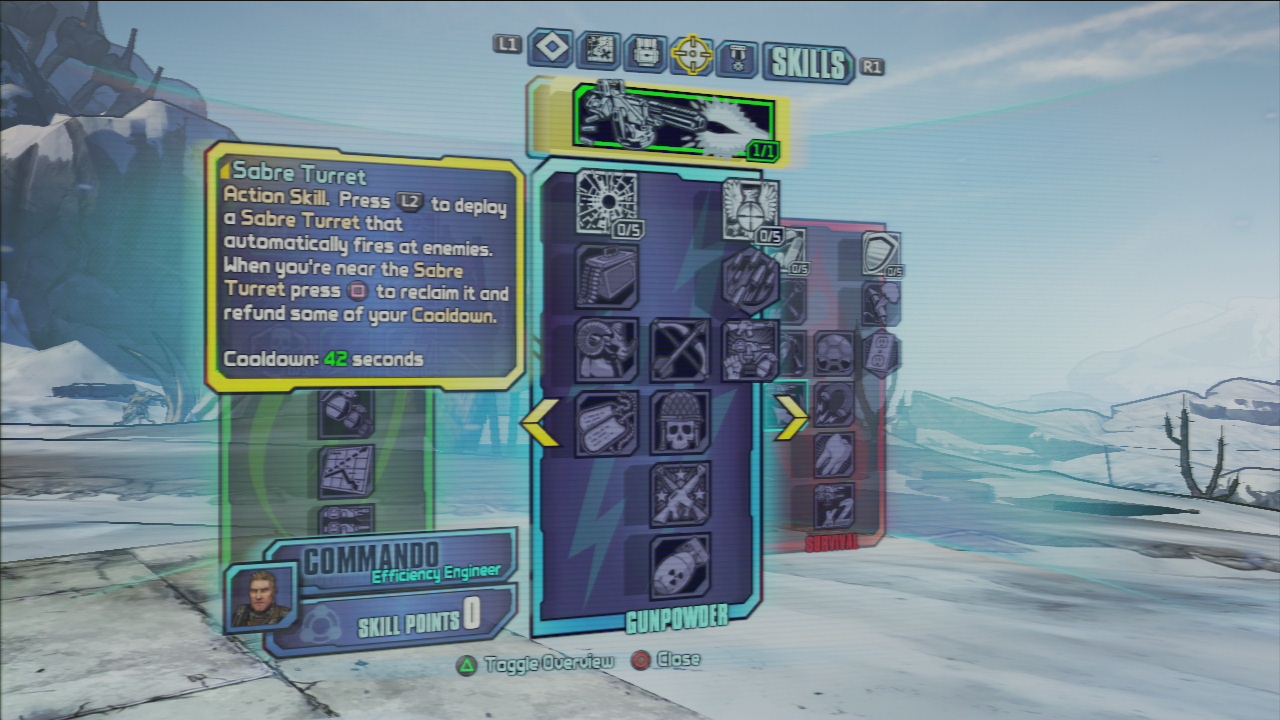 L1
SKILLS
R1
1/1
Sabre Turret
Action Skill. Press L2 to deploy
a Sabre Turret that
automatically fires at enemies.
When you're near the Sabre
Turret press to reclaim it and
refund some of your Cooldown.
Cooldown: 42 seconds
0/5
0/5
0/5
0/5
COMMANDO
Efficiency Engineer
SKILL POINTS 0
GUNPOWDER
SURVIVAL
Toggle Overview
Close